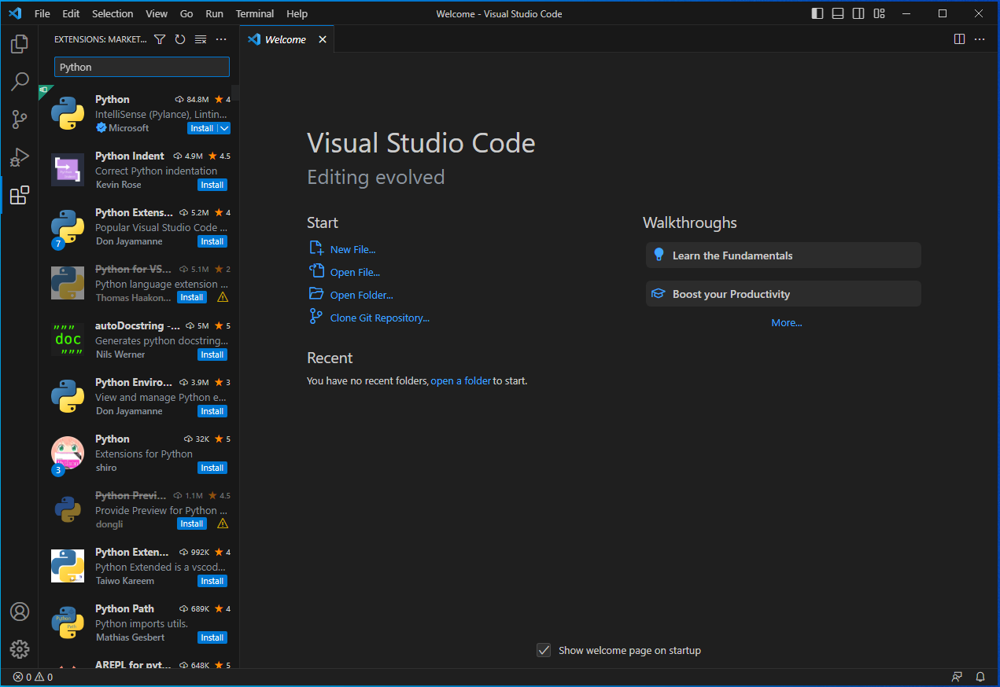 File Edit Selection View Go Run Terminal Help
Welcome - Visual Studio Code
EXTENSIONS: MARKET...
Welcome
Python
Python 84.8M 4
IntelliSense (Pylance), Lintin...
Microsoft Install
Python Indent 4.9M 4.5
Correct Python indentation
Kevin Rose Install
Python Extens... 5.2M 4
Popular Visual Studio Code ...
7
Don Jayamanne Install
Python for VS... 5.1M 2
Python language extension ...
Thomas Haakon... Install
autoDocstring -... 5M 5
"""
doc
"""
Generates python docstring...
Nils Werner Install
Python Enviro... 3.9M 3
View and manage Python e...
Don Jayamanne Install
Python 32K 5
Extensions for Python
3
shiro Install
Python Previ... 1.1M 4.5
Provide Preview for Python ...
dongli Install
Python Exten... 992K 4
Python Extended is a vscod...
Taiwo Kareem Install
Python Path 689K 4
Python
Path
Python imports utils.
Mathias Gesbert Install
AREPL for pyt... 648K 5
Visual Studio Code
Editing evolved
Start
New File...
Open File...
Open Folder...
Clone Git Repository...
Recent
You have no recent folders, open a folder to start.
Walkthroughs
Learn the Fundamentals
Boost your Productivity
More...
Show welcome page on startup
0 0